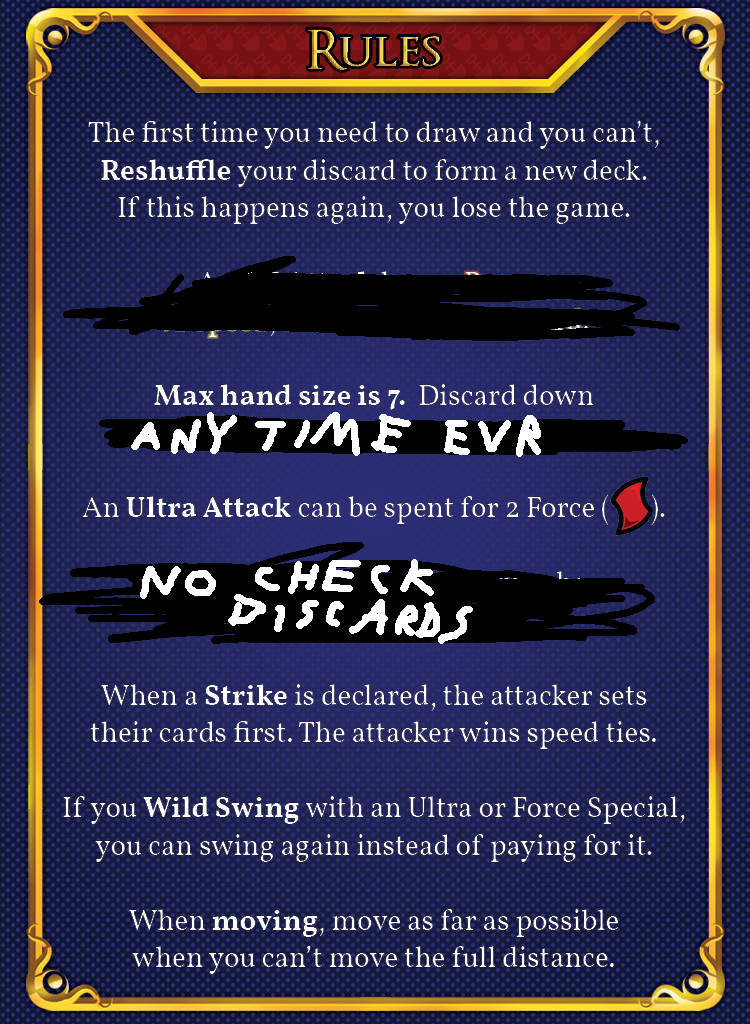 RULES
The first time you need to draw and you can't,
Reshuffle your discard to form a new deck.
If this happens again, you lose the game.
Max hand size is 7. Discard down
ANY TIME EVR
An Ultra Attack can be spent for 2 Force ( ).
NO CHECK
DISCARDS
When a Strike is declared, the attacker sets
their cards first. The attacker wins speed ties.
If you Wild Swing with an Ultra or Force Special,
you can swing again instead of paying for it.
When moving, move as far as possible
when you can't move the full distance.